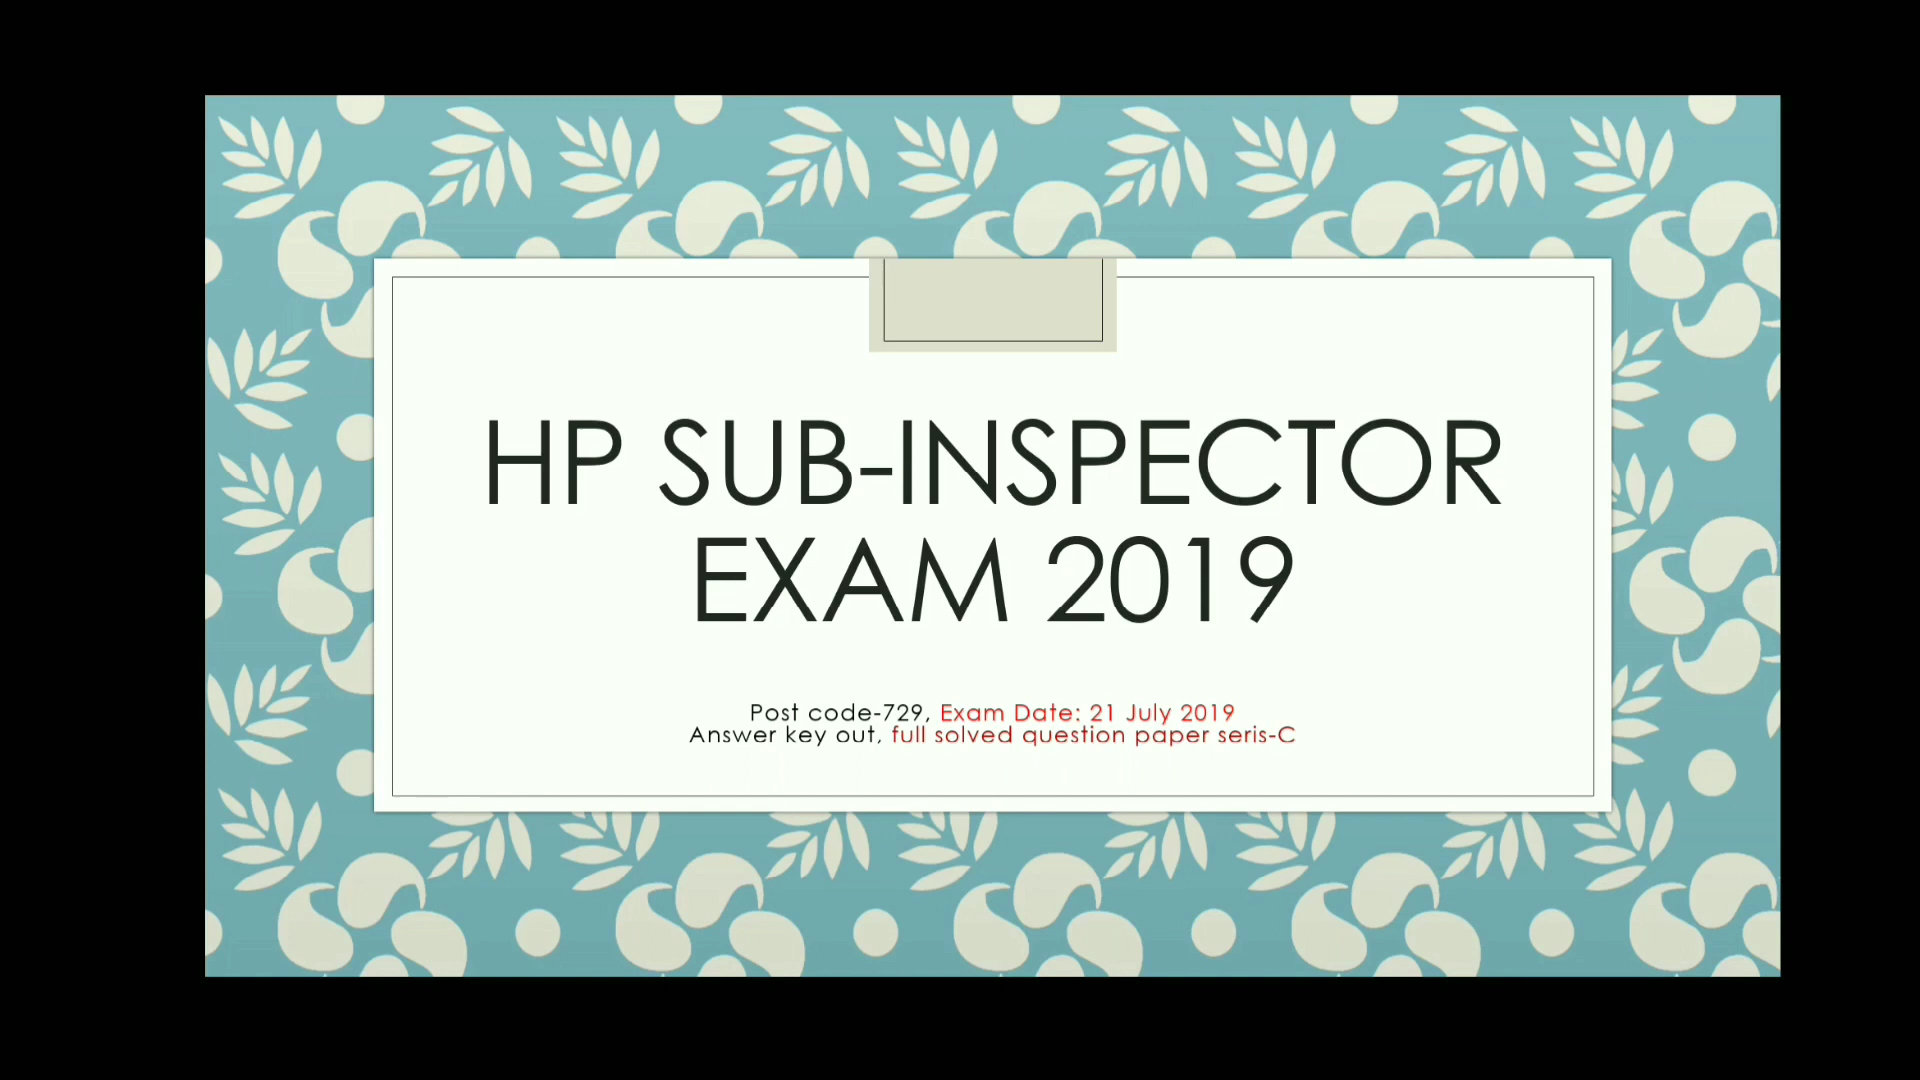 HP SUB-INSPECTOR
EXAM 2019
Post code-729, Exam Date: 21 July 2019
Answer key out, full solved question paper seris-C